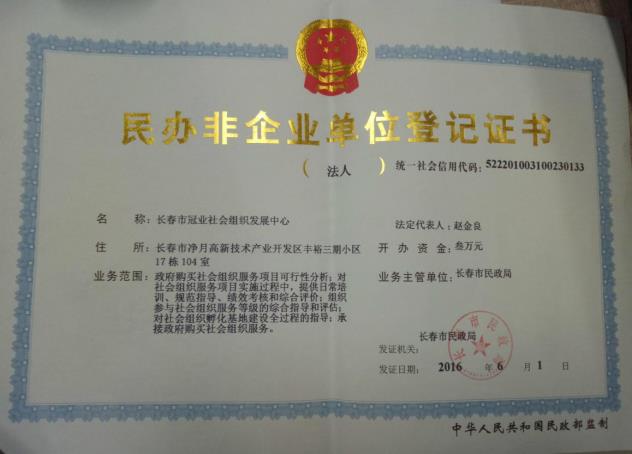 民办非企业单位登记证书
(法人) 统一社会信用代码: 522201003100230133
名称: 长春市冠业社会组织发展中心
法定代表人: 赵金良
住所: 长春市净月高新技术产业开发区丰裕三期小区
17栋104室
开办资金: 叁万元
业务范围: 政府购买社会组织服务项目可行性分析; 对
社会组织服务项目实施过程中, 提供日常培
训、规范指导、绩效考核和综合评价; 组织
参与社会组织服务等级的综合指导和评估;
对社会组织孵化基地建设全过程的指导; 承
接政府购买社会组织服务。
业务主管单位: 长春市民政局
长春市民政局
发证机关:
发证日期: 2016 年 6 月 1 日
中华人民共和国民政部监制